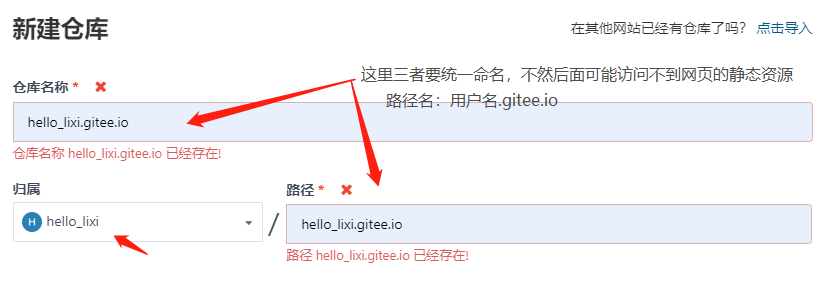 新建仓库
在其他网站已经有仓库了吗？ 点击导入
仓库名称 *
这里三者要统一命名，不然后面可能访问不到网页的静态资源
路径名：用户名.gitee.io
hello_lixi.gitee.io
仓库名称 hello_lixi.gitee.io 已经存在!
归属
路径 *
H hello_lixi / hello_lixi.gitee.io
路径 hello_lixi.gitee.io 已经存在!